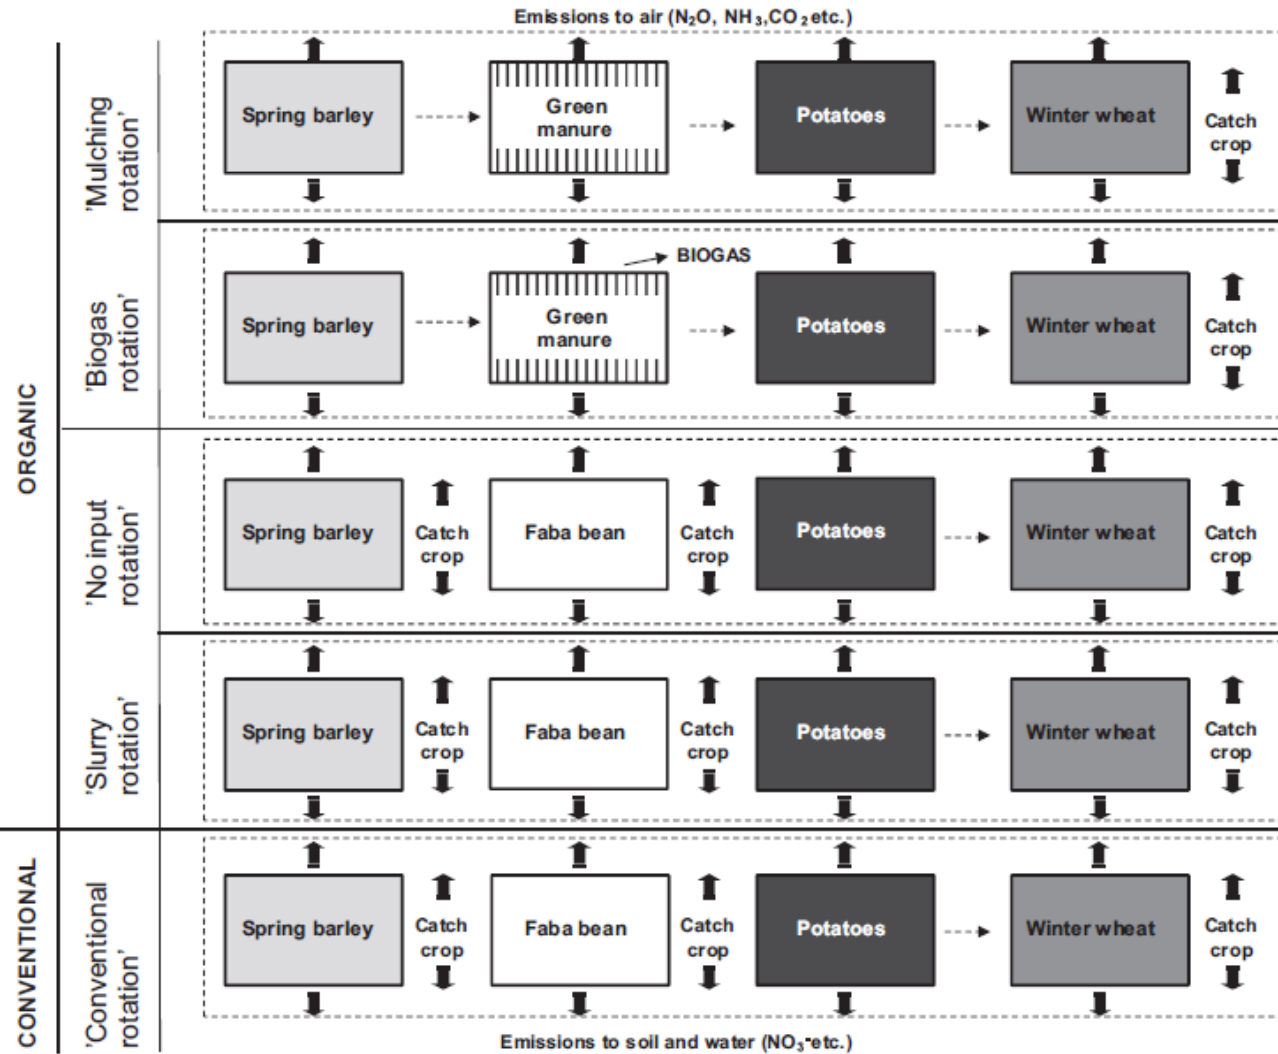 Emissions to air (N₂O, NH₃,CO₂ etc.)
ORGANIC
'Mulching
rotation'
Spring barley
Green
manure
Potatoes
Winter wheat
Catch
crop
'Biogas
rotation'
Spring barley
BIOGAS
Green
manure
Potatoes
Winter wheat
Catch
crop
'No input
rotation'
Spring barley
Catch
crop
Faba bean
Catch
crop
Potatoes
Winter wheat
Catch
crop
'Slurry
rotation'
Spring barley
Catch
crop
Faba bean
Catch
crop
Potatoes
Winter wheat
Catch
crop
CONVENTIONAL
'Conventional
rotation'
Spring barley
Catch
crop
Faba bean
Catch
crop
Potatoes
Winter wheat
Catch
crop
Emissions to soil and water (NO₃⁻etc.)